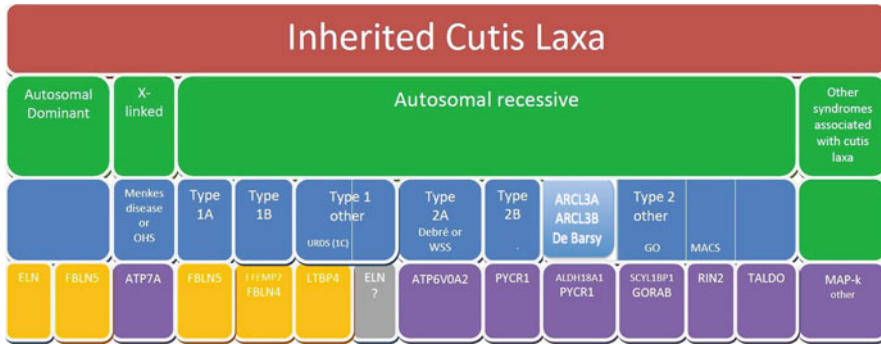 Inherited Cutis Laxa
Autosomal
Dominant
X-
linked
Autosomal recessive
Other
syndromes
associated
with cutis
laxa
Menkes
disease
or
OHS
Type
1A
Type
1B
Type 1
other
URDS (1C)
Type
2A
Debré or
WSS
Type
2B
.
ARCL3A
ARCL3B
De Barsy
Type 2
other
GO
MACS
ELN
FBLN5
ATP7A
FBLN5
EFEMP2
FBLN4
LTBP4
ELN
?
ATP6V0A2
PYCR1
ALDH18A1
PYCR1
SCYL1BP1
GORAB
RIN2
TALDO
MAP-k
other